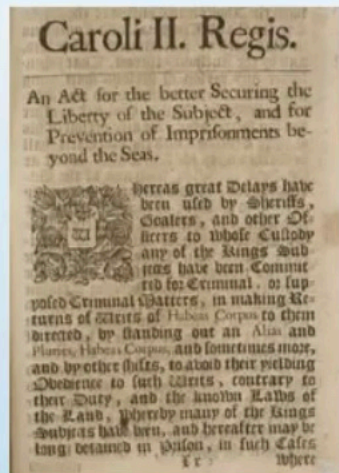 Caroli II. Regis.
An Act for the better Securing the
Liberty of the Subject, and for
Prevention of Imprisonments be-
yond the Seas.
Whereas great Delays have
been used by Sheriffs,
Goalers, and other Of-
ficers to whose Custody
any of the Kings Sub-
jects have been Commit
ted for Criminal, or sup-
posed Criminal Matters, in making Re-
turns of Writs of Habeas Corpus to them
directed, by standing out an Alias and
Pluries, Habeas Corpus, and sometimes more,
and by other shifts, to avoid their yielding
Obedience to such Writs, contrary to
their Duty, and the known Laws of
the Land, Whereby many of the Kings
Subjects have been, and hereafter may be
long detained in Prison, in such Cases
where